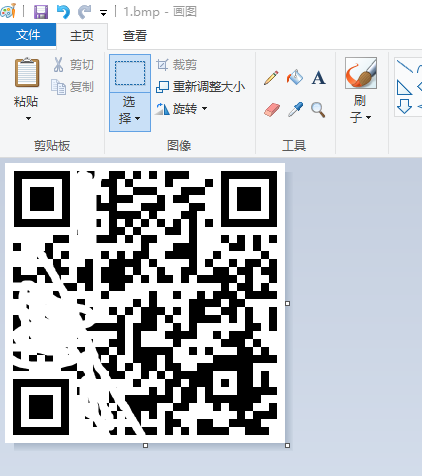 1.bmp - 画图
文件 主页 查看
粘贴
剪切
复制
剪贴板
选择
裁剪
重新调整大小
旋转
图像
A
工具
刷子